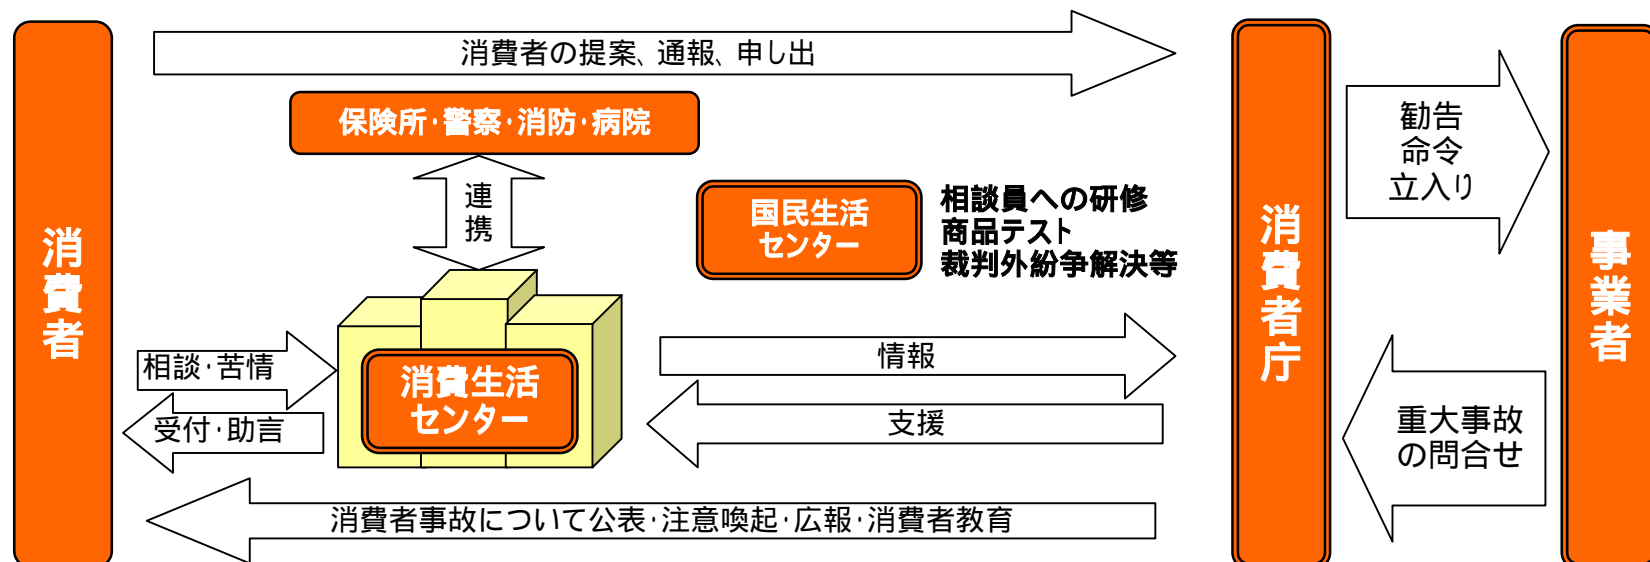 消費者の提案、通報、申し出
保険所・警察・消防・病院
連
携
国民生活
センター
相談員への研修
商品テスト
裁判外紛争解決等
勧告
命令
立入り
消費者
消費者庁
事業者
相談・苦情
受付・助言
消費生活
センター
情報
支援
重大事故
の問合せ
消費者事故について公表・注意喚起・広報・消費者教育